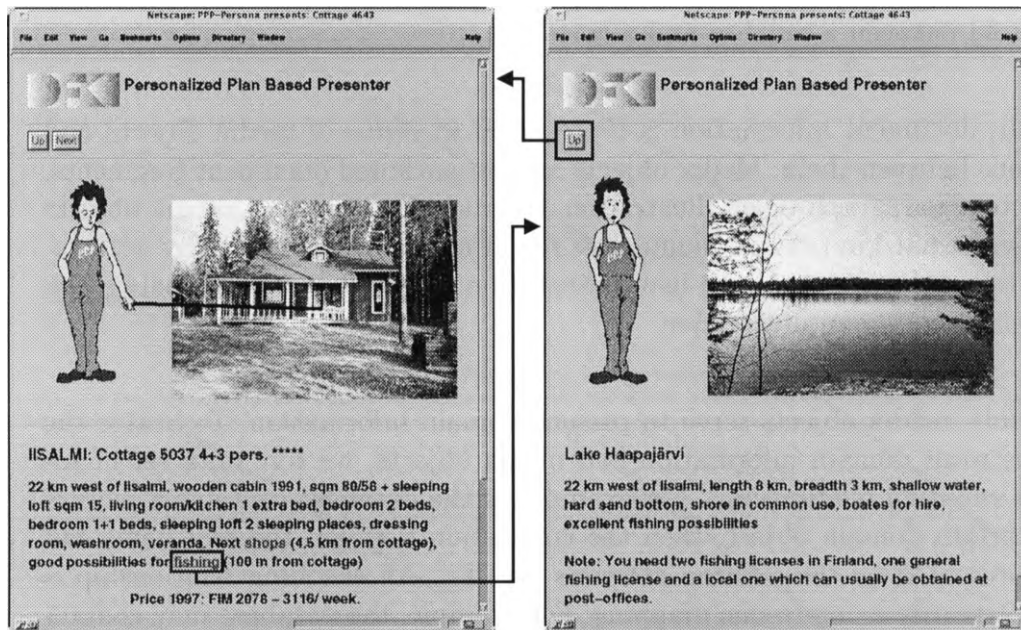 Netscape: PPP-Persona presents: Cottage 4643
File Edit View Go Bookmarks Options Directory Window Help
DFKI Personalized Plan Based Presenter
Up Next
PPP
IISALMI: Cottage 5037 4+3 pers. *****
22 km west of Iisalmi, wooden cabin 1991, sqm 80/56 + sleeping
loft sqm 15, living room/kitchen 1 extra bed, bedroom 2 beds,
bedroom 1+1 beds, sleeping loft 2 sleeping places, dressing
room, washroom, veranda. Next shops (4.5 km from cottage),
good possibilities for fishing (100 m from coltage)
Price 1997: FIM 2078 – 3116/ week.
Netscape: PPP-Persona presents: Cottage 4643
File Edit View Go Bookmarks Options Directory Window Help
DFKI Personalized Plan Based Presenter
Up
PPP
Lake Haapajärvi
22 km west of Iisalmi, length 8 km, breadth 3 km, shallow water,
hard sand bottom, shore in common use, boates for hire,
excellent fishing possibilities
Note: You need two fishing licenses in Finland, one general
fishing license and a local one which can usually be obtained at
post–offices.